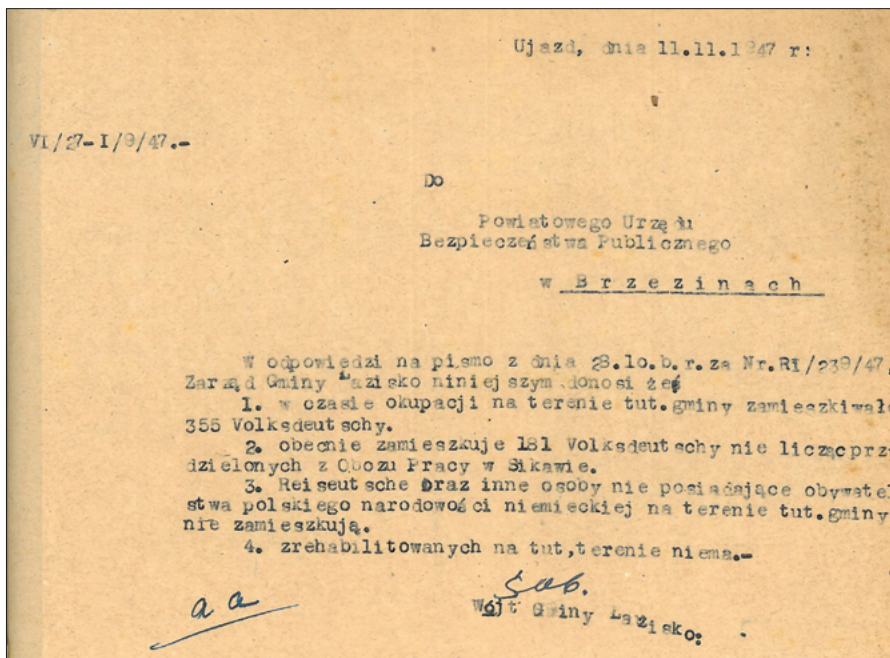 Ujazd, dnia 11.11.1947 r:
VI/27-I/9/47.-
Do
Powiatowego Urzędu
Bezpieczeństwa Publicznego
w Brzezinach
W odpowiedzi na pismo z dnia 28.10.b.r. za Nr.RI/239/47,
Zarząd Gminy Łazisko niniejszym donosi że
1. w czasie okupacji na terenie tut.gminy zamieszkiwało
355 Volksdeutschy.
2. obecnie zamieszkuje 181 Volksdeutschy nie licząc prz
dzielonych z Obozu Pracy w Sikawie.
3. Reiseutsche oraz inne osoby nie posiadające obywatel
stwa polskiego narodowości niemieckiej na terenie tut.gminy
nie zamieszkują.
4. zrehabilitowanych na tut,terenie niema.-
a a
Wójt Gminy Łazisko: